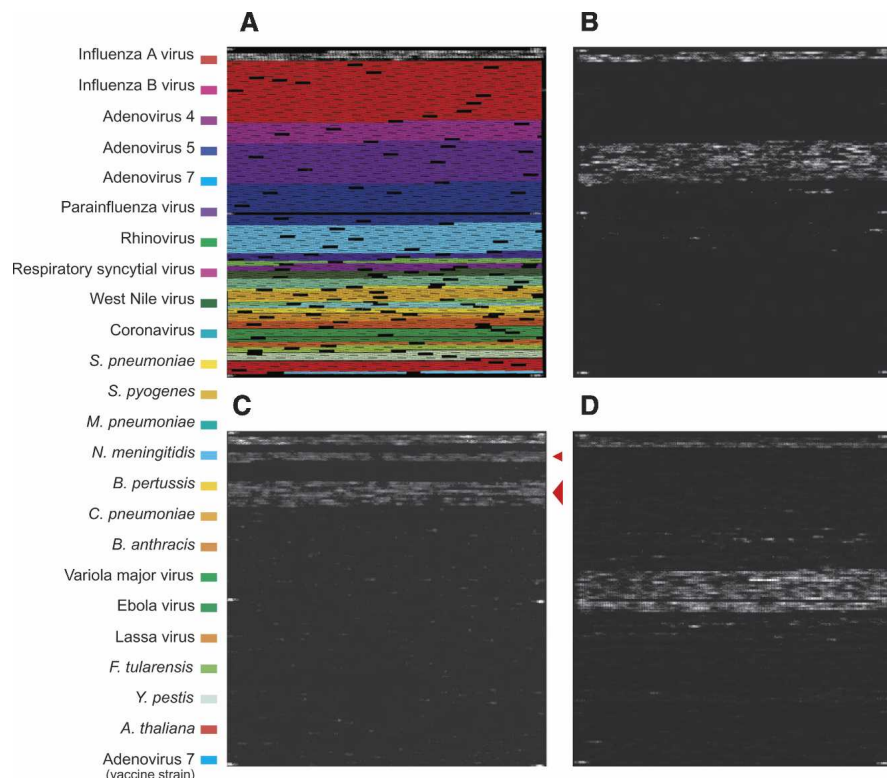 A
B
Influenza A virus
Influenza B virus
Adenovirus 4
Adenovirus 5
Adenovirus 7
Parainfluenza virus
Rhinovirus
Respiratory syncytial virus
West Nile virus
Coronavirus
S. pneumoniae
S. pyogenes
C
D
M. pneumoniae
N. meningitidis
B. pertussis
C. pneumoniae
B. anthracis
Variola major virus
Ebola virus
Lassa virus
F. tularensis
Y. pestis
A. thaliana
Adenovirus 7
(vaccine strain)